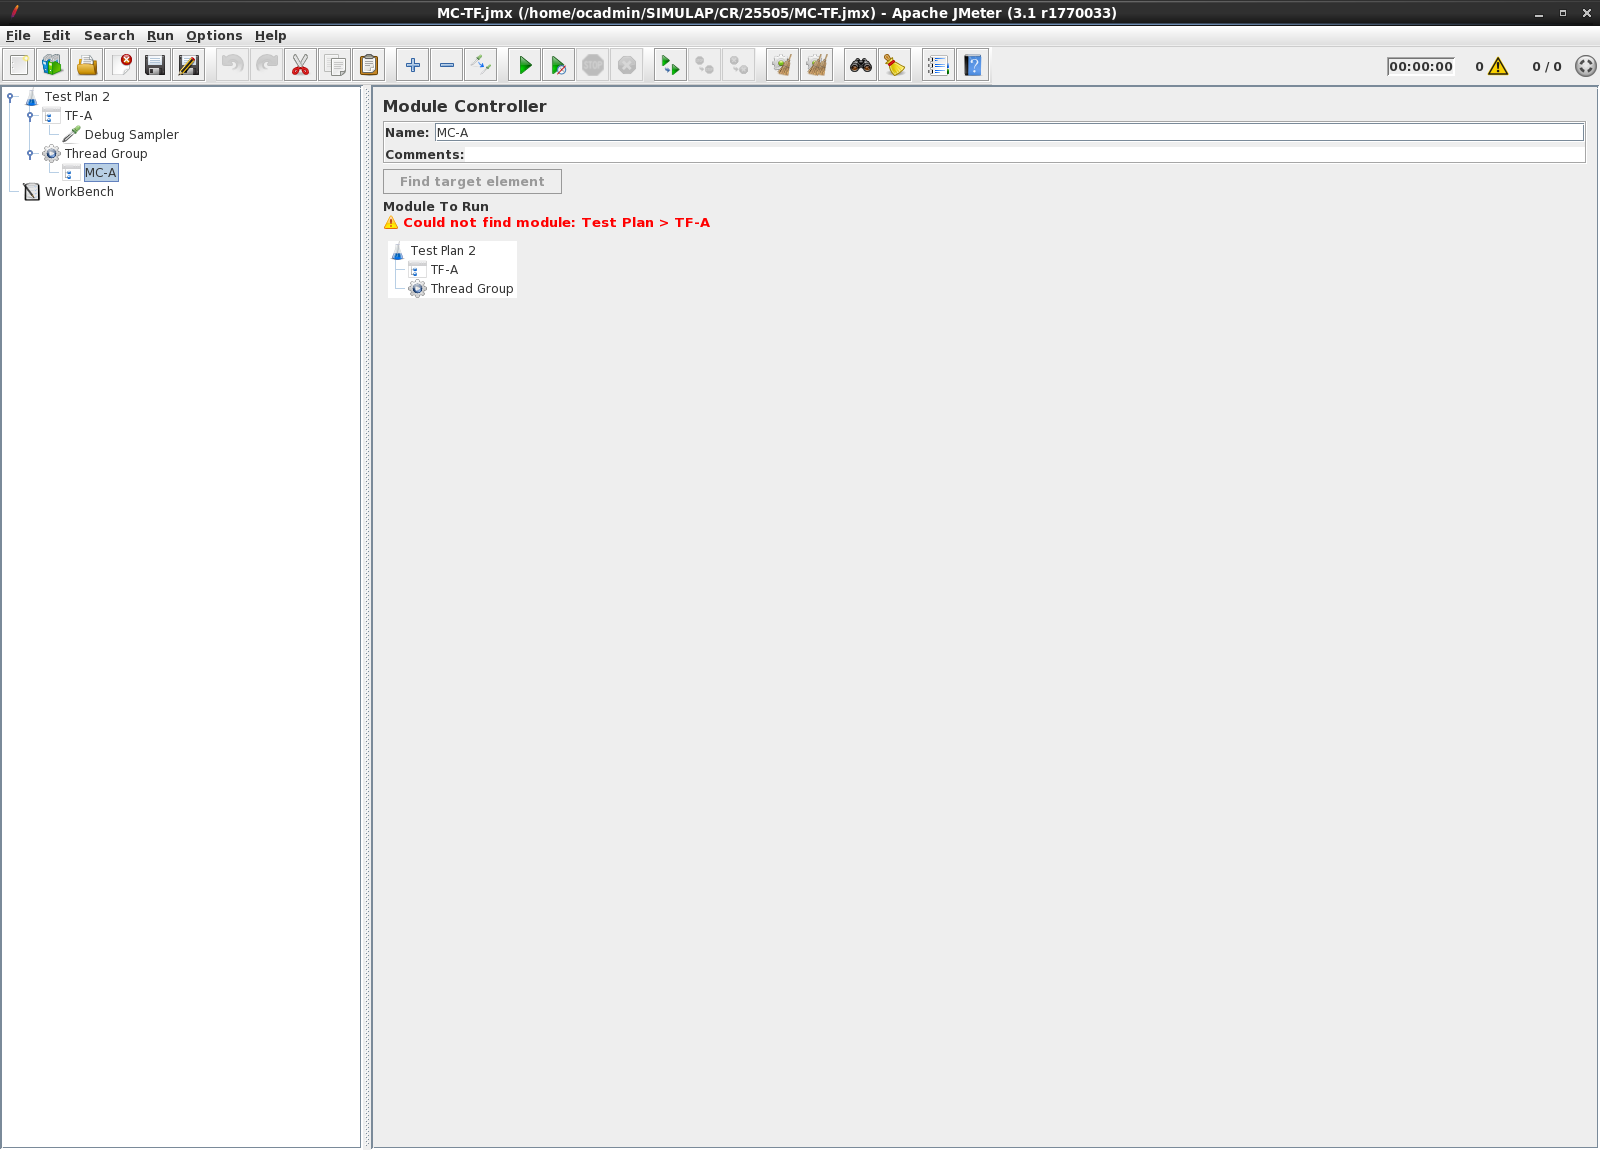 MC-TF.jmx (/home/ocadmin/SIMULAP/CR/25505/MC-TF.jmx) - Apache JMeter (3.1 r1770033)
File Edit Search Run Options Help
STOP 00:00:00 0 0 / 0
Test Plan 2
TF-A
Debug Sampler
Thread Group
MC-A
WorkBench
Module Controller
Name: MC-A
Comments:
Find target element
Module To Run
Could not find module: Test Plan > TF-A
Test Plan 2
TF-A
Thread Group